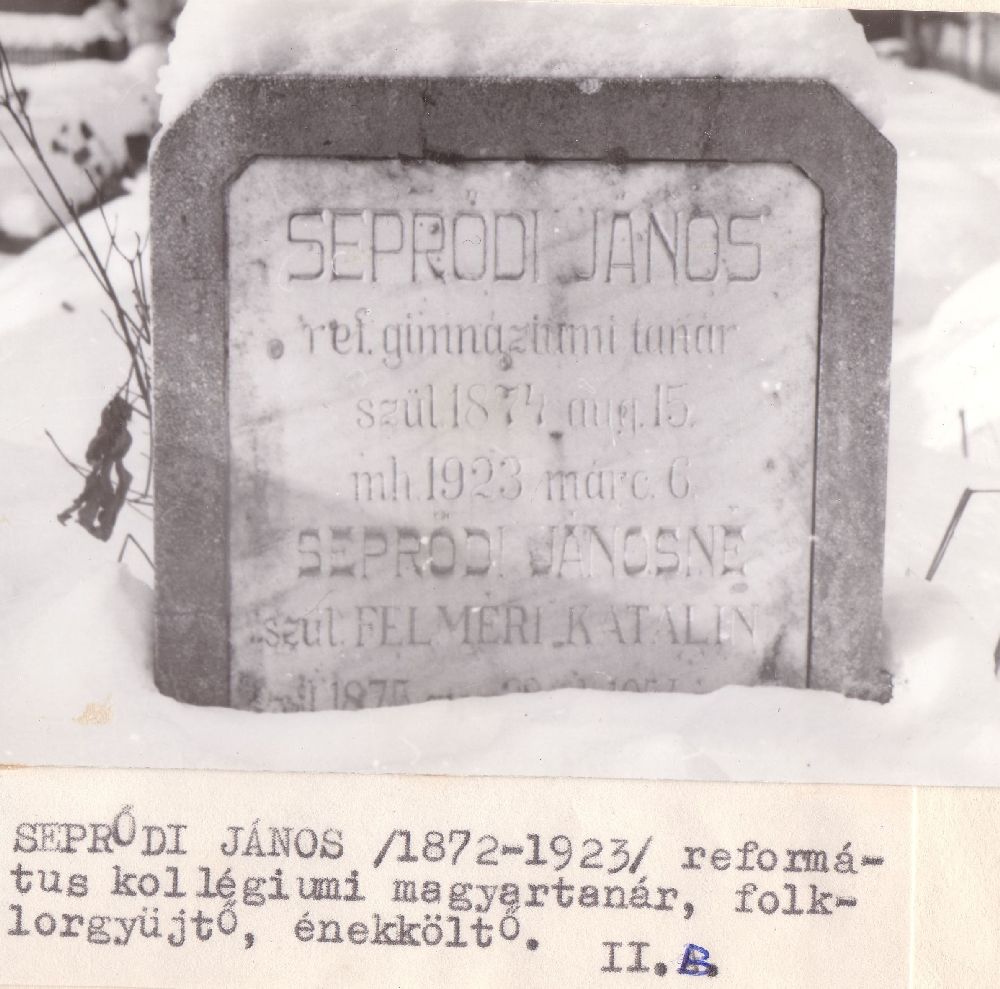 SEPRŐDI JÁNOS
ref. gimnáziumi tanár
szül. 1874 aug. 15.
mh. 1923 márc. 6.
SEPRŐDI JÁNOSNÉ
szül. FELMÉRI KATALIN
SEPRŐDI JÁNOS /1872-1923/ reformá-
tus kollégiumi magyartanár, folk-
lorgyüjtő, énekköltő.
II. B.